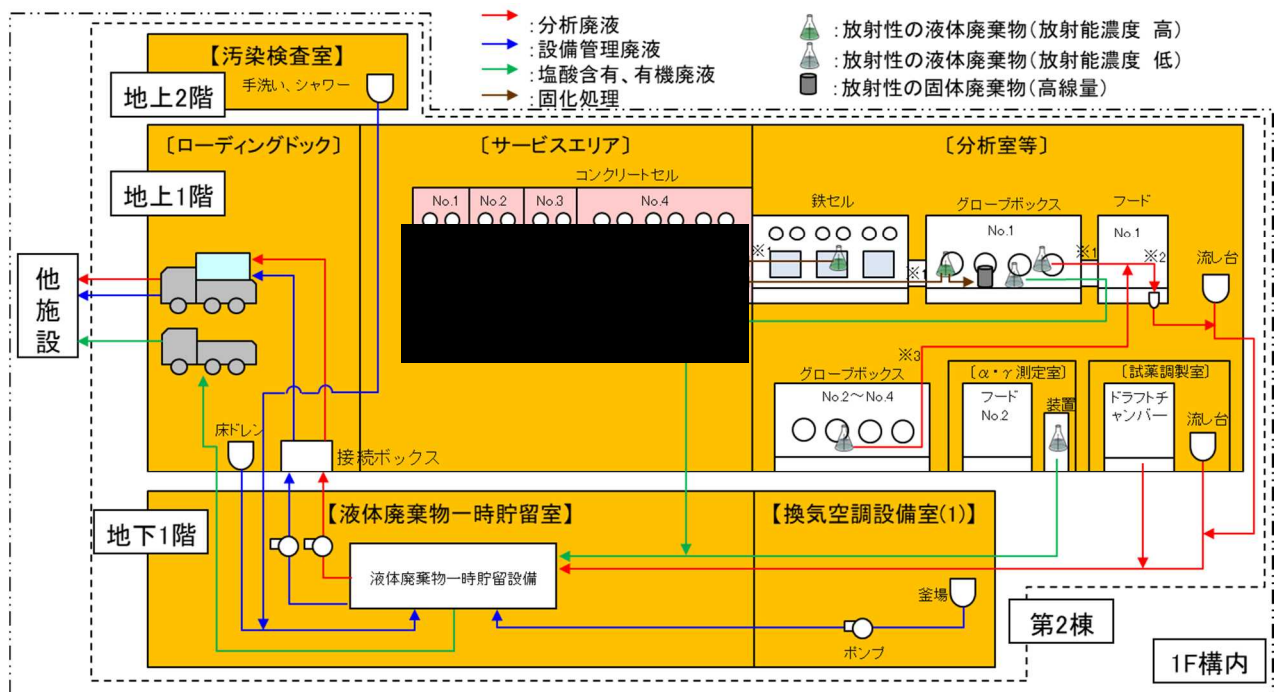 :分析廃液
:設備管理廃液
:塩酸含有、有機廃液
:固化処理
:放射性の液体廃棄物(放射能濃度 高)
:放射性の液体廃棄物(放射能濃度 低)
:放射性の固体廃棄物(高線量)
【汚染検査室】
手洗い、シャワー
地上2階
〔ローディングドック〕
〔サービスエリア〕
〔分析室等〕
地上1階
コンクリートセル
No.1
No.2
No.3
No.4
鉄セル
グローブボックス
No.1
フード
No.1
※1
※1
※1
※2
流し台
他施設
※3
グローブボックス
No.2～No.4
〔α・γ測定室〕
フード
No.2
装置
〔試薬調製室〕
ドラフトチ
ャンバー
流し台
床ドレン
接続ボックス
地下1階
【液体廃棄物一時貯留室】
【換気空調設備室(1)】
液体廃棄物一時貯留設備
釜場
ポンプ
第2棟
1F構内